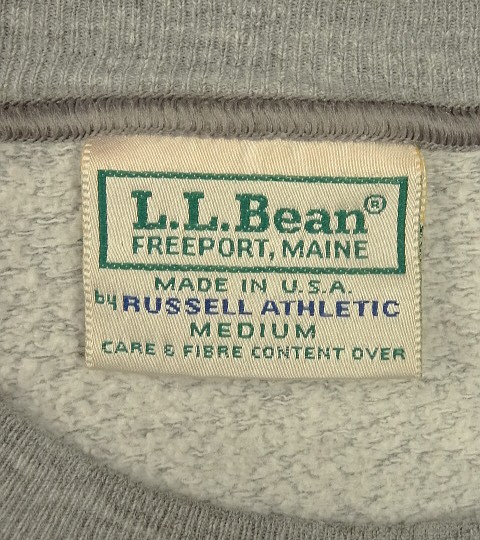 L.L.Bean®
FREEPORT, MAINE
MADE IN U.S.A.
by RUSSELL ATHLETIC
MEDIUM
CARE & FIBRE CONTENT OVER